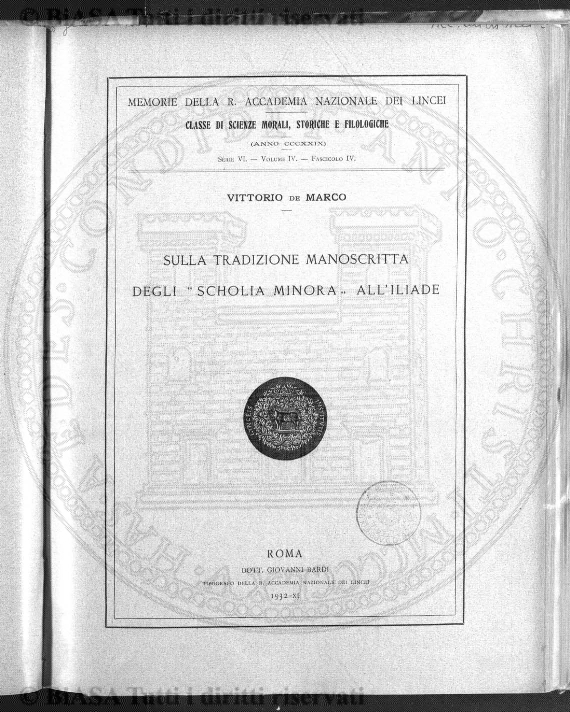 © BiASA Tutti i diritti riservati
MEMORIE DELLA R. ACCADEMIA NAZIONALE DEI LINCEI
CLASSE DI SCIENZE MORALI, STORICHE E FILOLOGICHE
(ANNO CCCXXIX)
SERIE VI. — VOLUME IV. — FASCICOLO IV.
VITTORIO DE MARCO
SULLA TRADIZIONE MANOSCRITTA
DEGLI “ SCHOLIA MINORA „ ALL'ILIADE
ROMA
DOTT. GIOVANNI BARDI
TIPOGRAFO DELLA R. ACCADEMIA NAZIONALE DEI LINCEI
1932-XI
© BiASA Tutti i diritti riservati